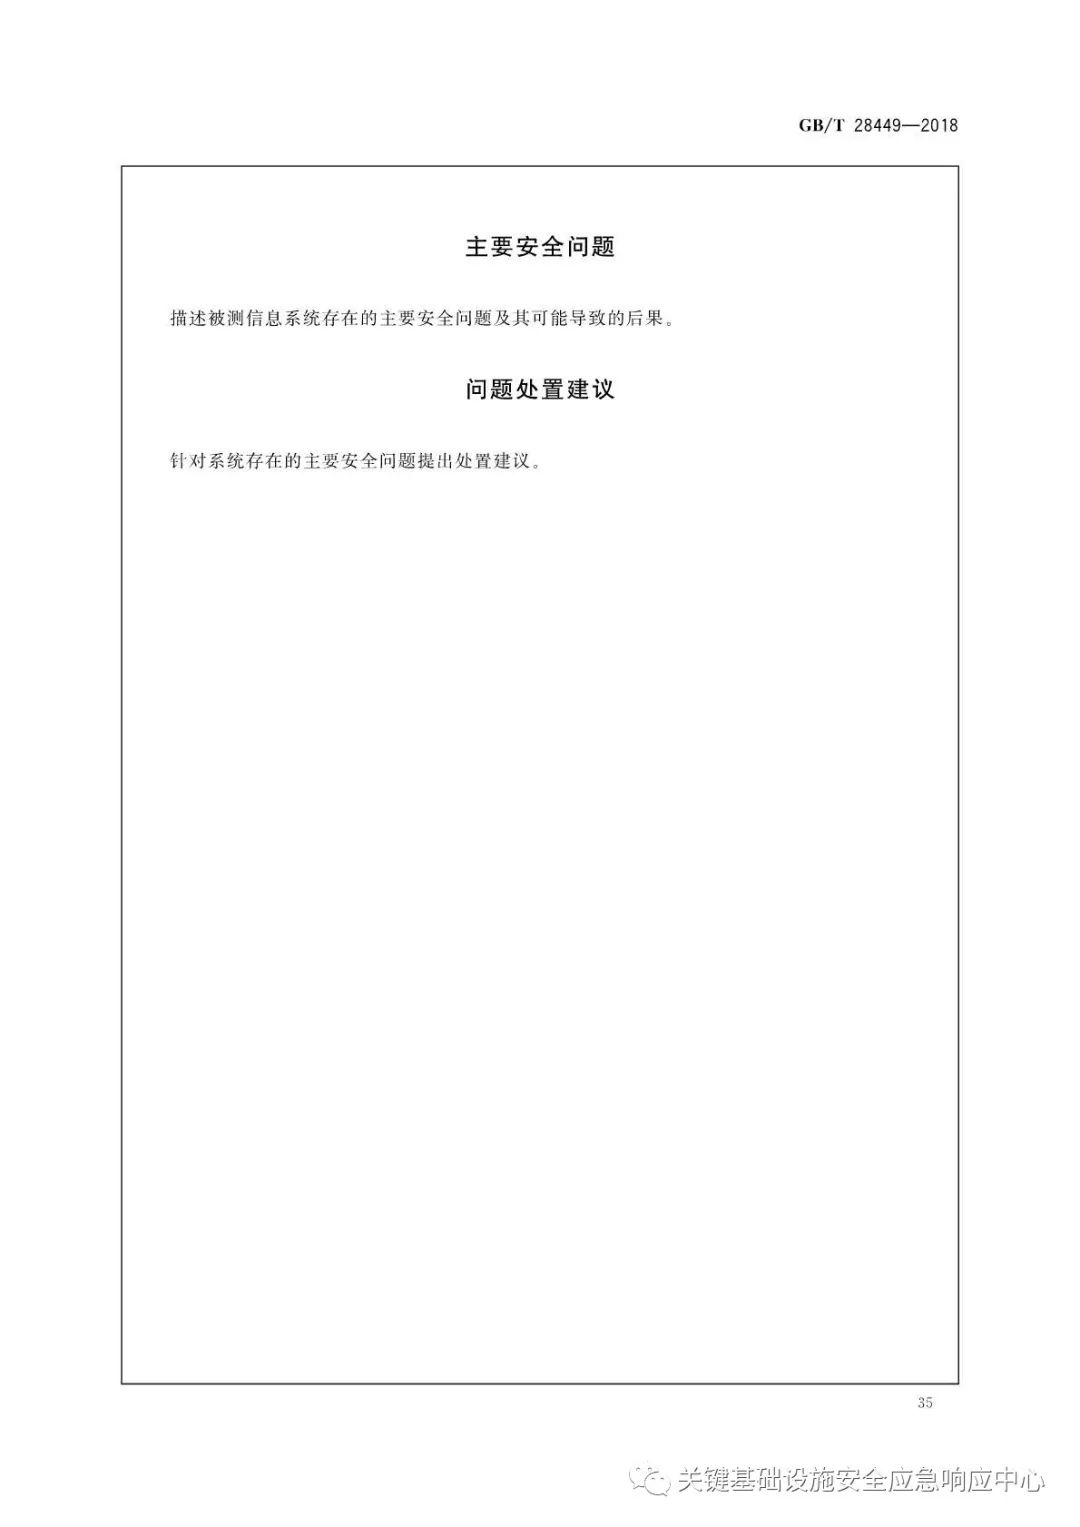 GB/T 28449—2018
主要安全问题
描述被测信息系统存在的主要安全问题及其可能导致的后果。
问题处置建议
针对系统存在的主要安全问题提出处置建议。
35
关键基础设施安全应急响应中心